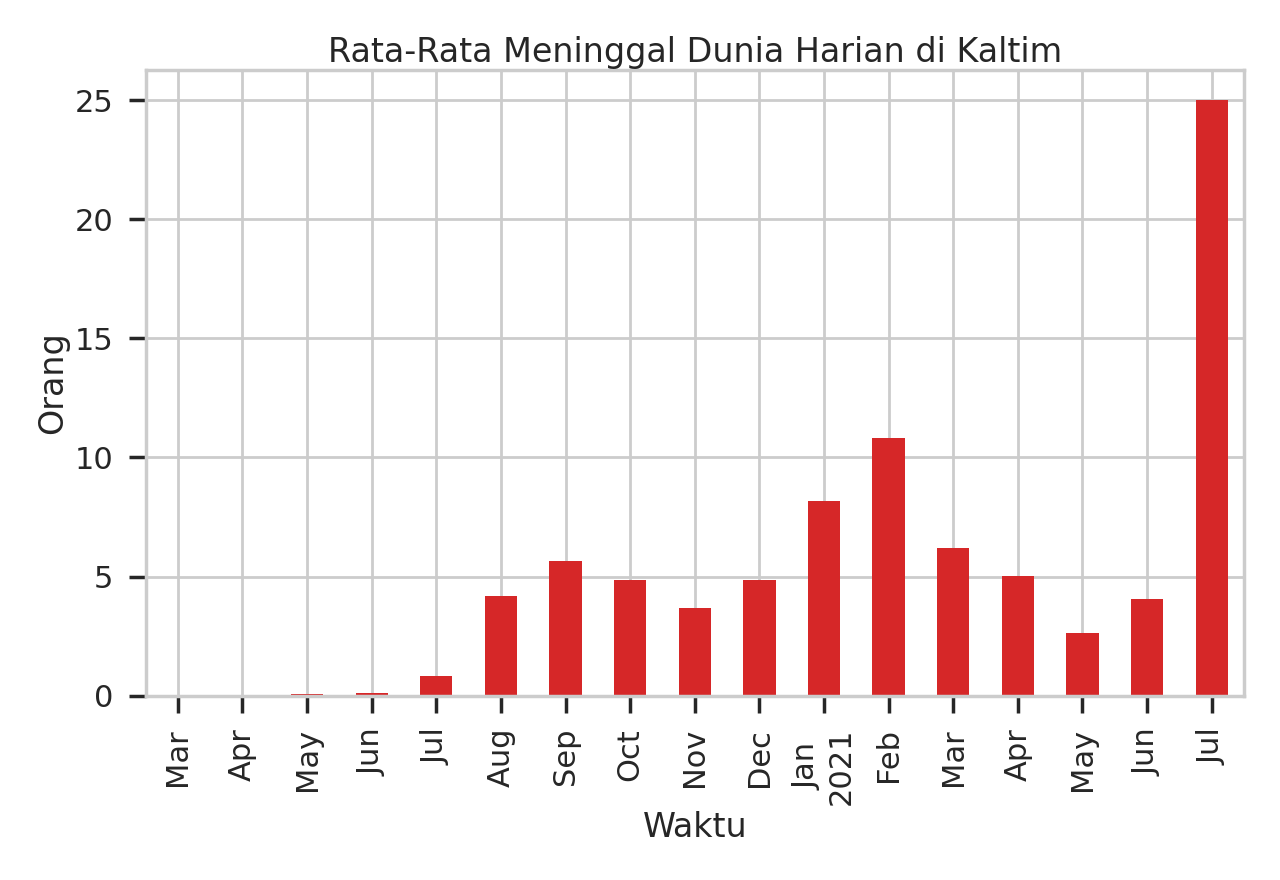 Rata-Rata Meninggal Dunia Harian di Kaltim
Orang
25
20
15
10
5
0
Mar
Apr
May
Jun
Jul
Aug
Sep
Oct
Nov
Dec
Jan
2021
Feb
Mar
Apr
May
Jun
Jul
Waktu